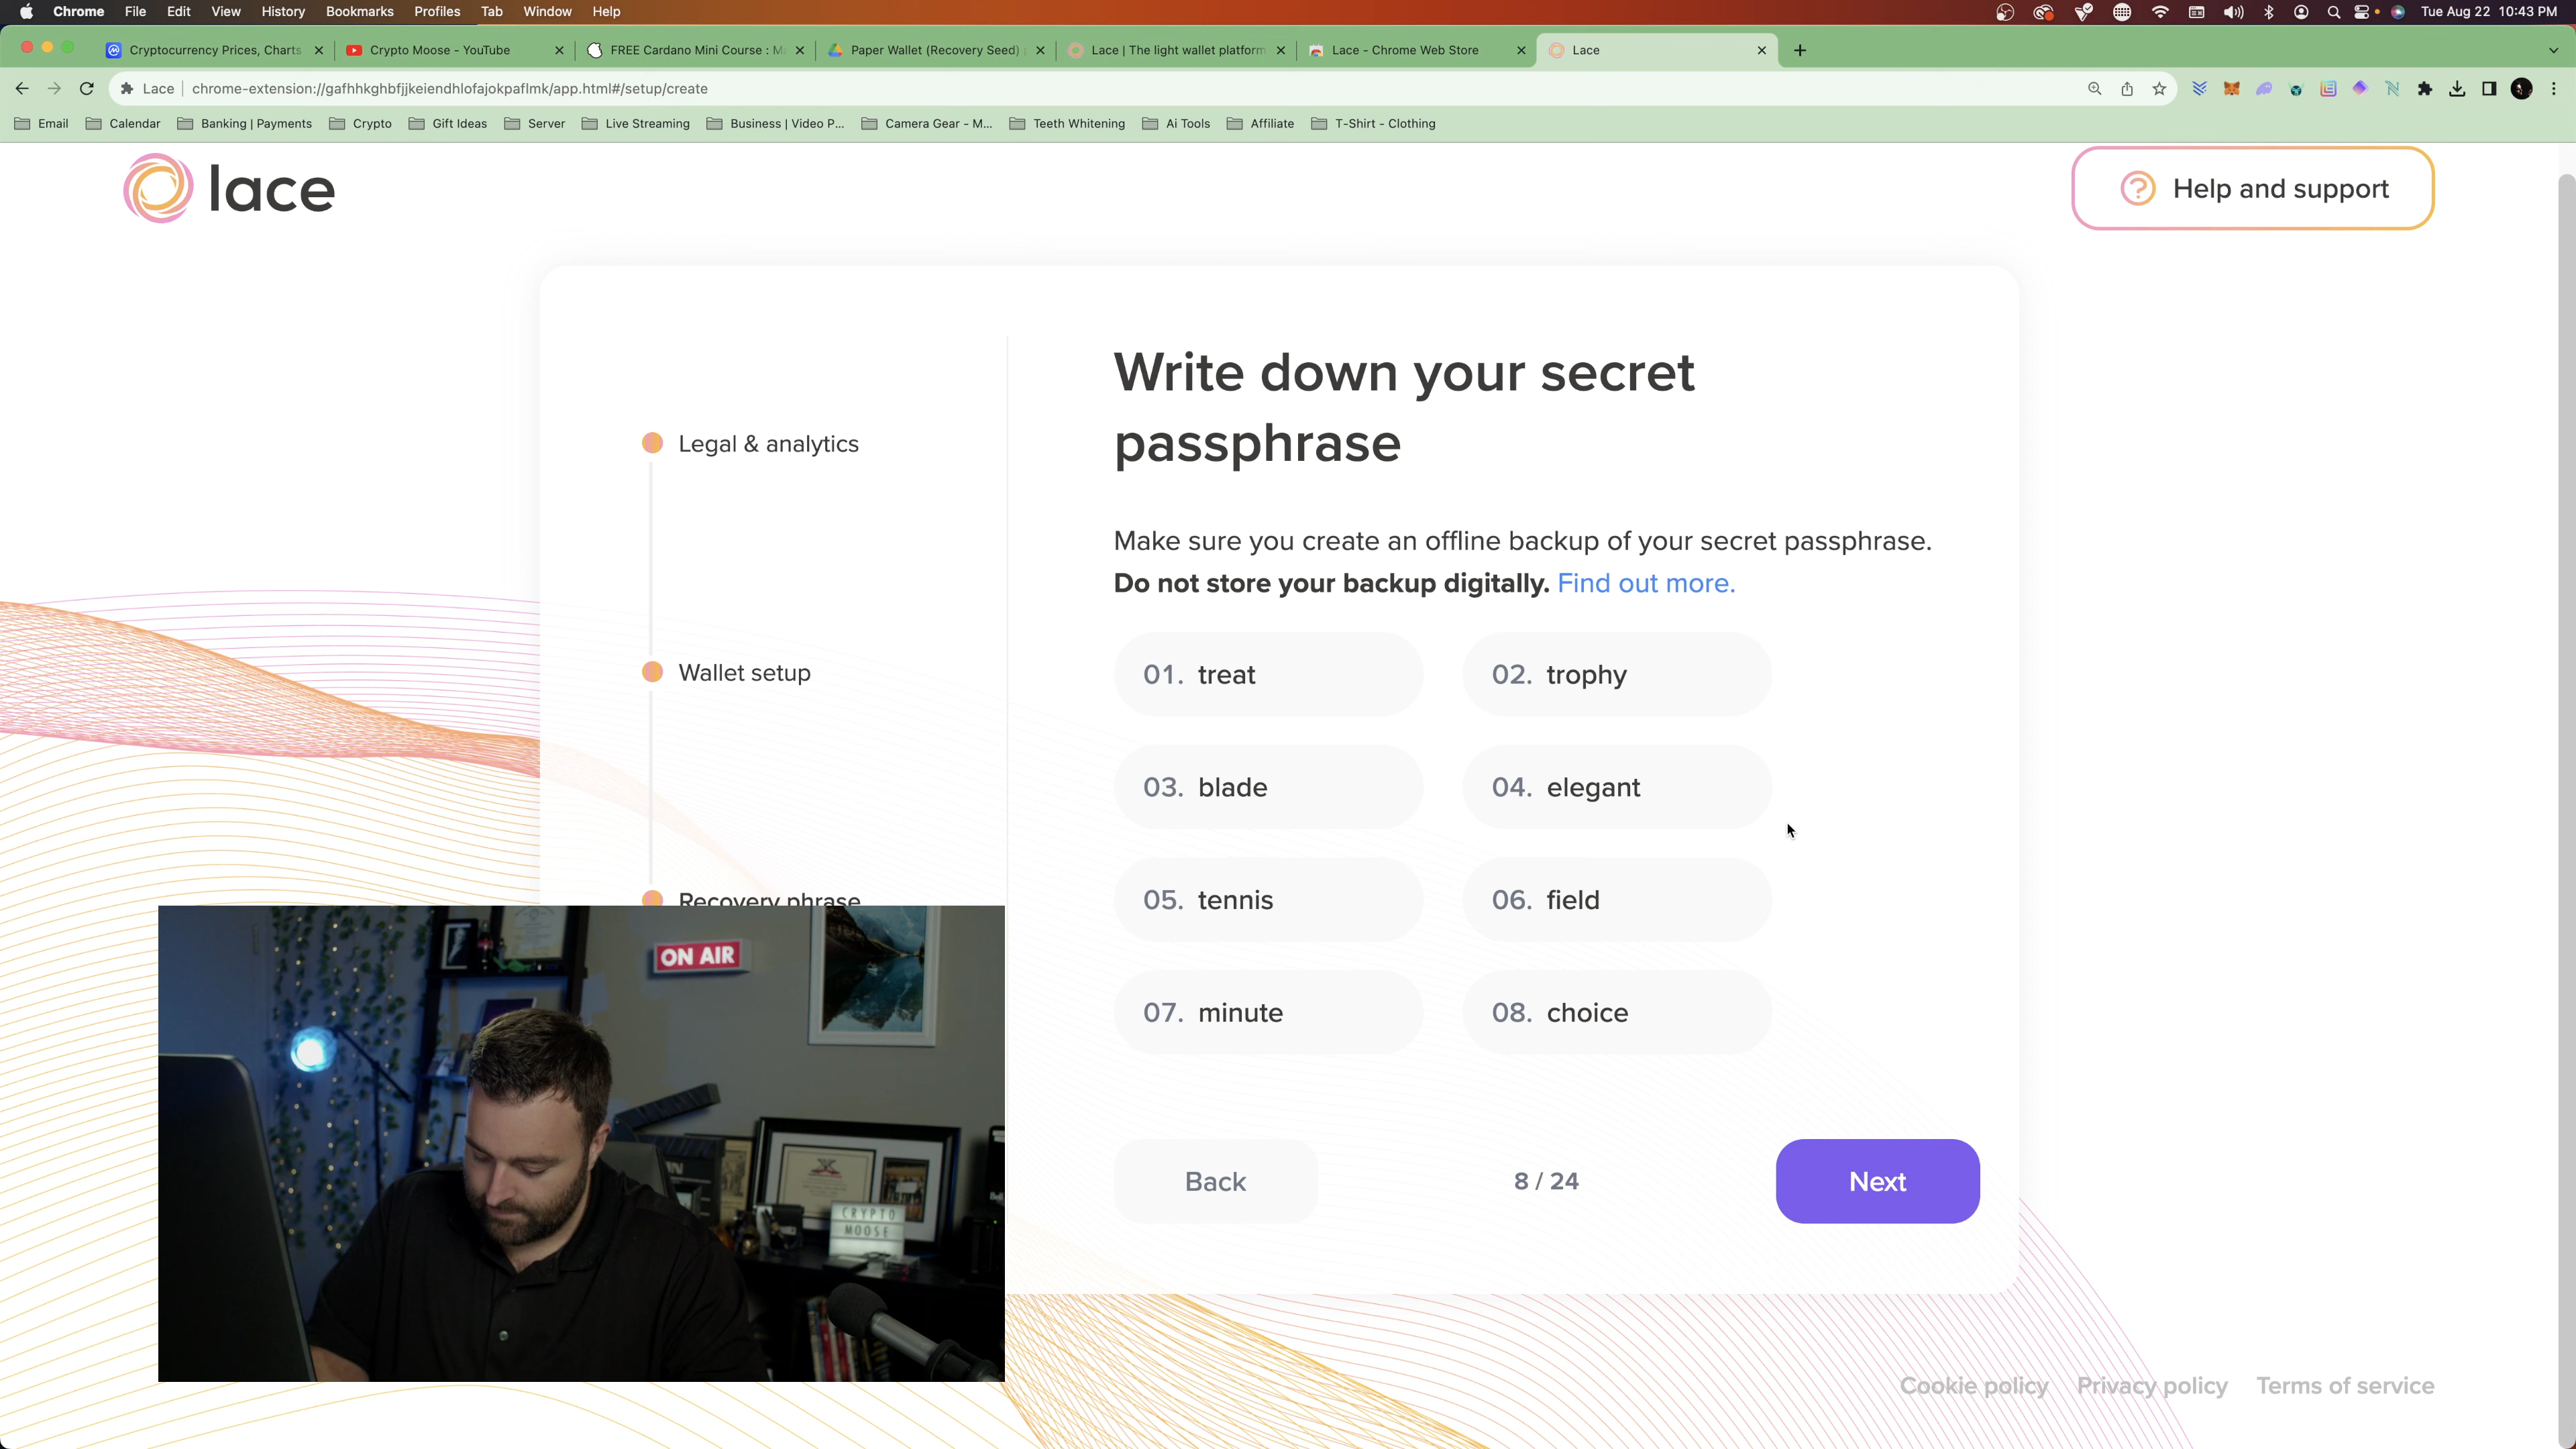 Chrome File Edit View History Bookmarks Profiles Tab Window Help Tue Aug 22 10:43 PM
Cryptocurrency Prices, Charts Crypto Moose - YouTube FREE Cardano Mini Course : M Paper Wallet (Recovery Seed) Lace | The light wallet platform Lace - Chrome Web Store Lace
Lace chrome-extension://gafhhkghbfjjkeiendhlofajokpaflmk/app.html#/setup/create
Email Calendar Banking | Payments Crypto Gift Ideas Server Live Streaming Business | Video P... Camera Gear - M... Teeth Whitening Ai Tools Affiliate T-Shirt - Clothing
lace
Help and support
Legal & analytics
Wallet setup
Recovery phrase
Write down your secret
passphrase
Make sure you create an offline backup of your secret passphrase.
Do not store your backup digitally. Find out more.
01. treat 02. trophy
03. blade 04. elegant
05. tennis 06. field
07. minute 08. choice
Back 8 / 24 Next
ON AIR
CRYPTO
MOOSE
Cookie policy Privacy policy Terms of service